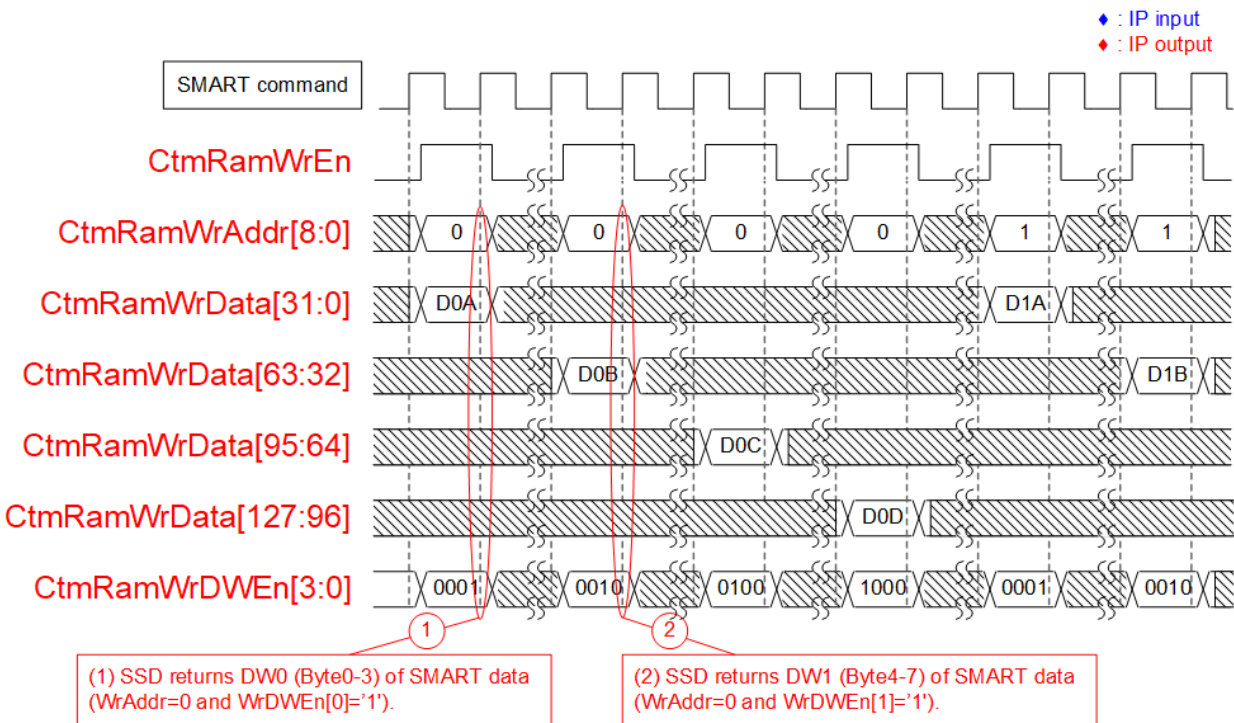 ♦ : IP input
♦ : IP output
SMART command
CtmRamWrEn
CtmRamWrAddr[8:0] 0 0 0 0 1 1
CtmRamWrData[31:0] D0A D1A
CtmRamWrData[63:32] D0B D1B
CtmRamWrData[95:64] D0C
CtmRamWrData[127:96] D0D
CtmRamWrDWEn[3:0] 0001 0010 0100 1000 0001 0010
1 2
(1) SSD returns DW0 (Byte0-3) of SMART data
(WrAddr=0 and WrDWEn[0]='1').
(2) SSD returns DW1 (Byte4-7) of SMART data
(WrAddr=0 and WrDWEn[1]='1').